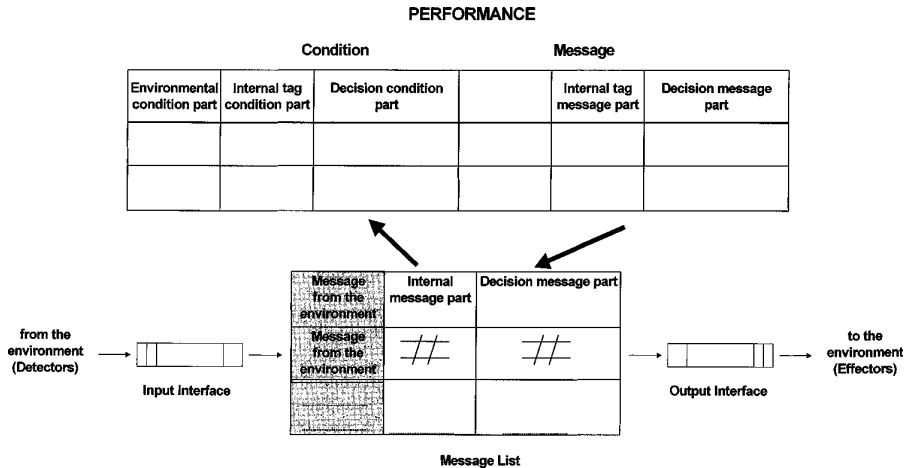 PERFORMANCE
Condition
Message
Environmental
condition part
Internal tag
condition part
Decision condition
part
Internal tag
message part
Decision message
part
Message
from the
environment
Internal
message part
Decision message part
from the
environment
(Detectors)
Input Interface
Message
from the
environment
Output Interface
to the
environment
(Effectors)
Message List